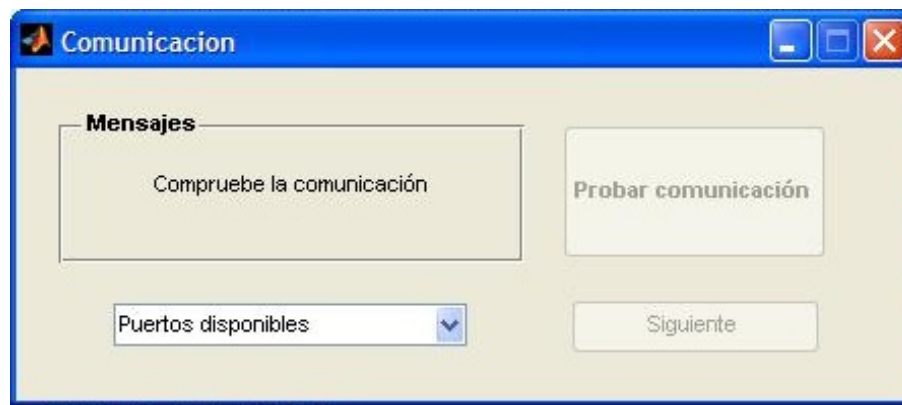 Comunicacion
Mensajes
Compruebe la comunicación
Probar comunicación
Puertos disponibles
Siguiente